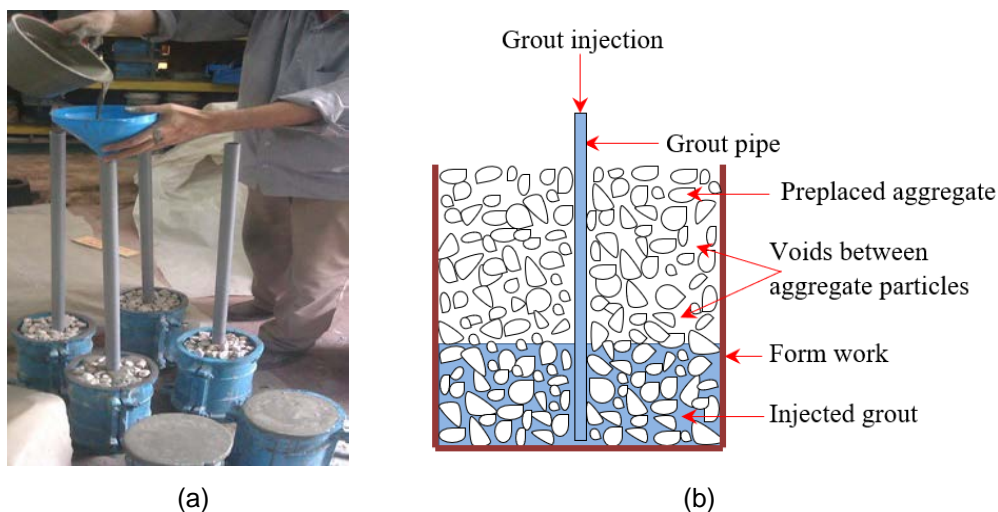 Grout injection
Grout pipe
Preplaced aggregate
Voids between
aggregate particles
Form work
Injected grout
(a)
(b)